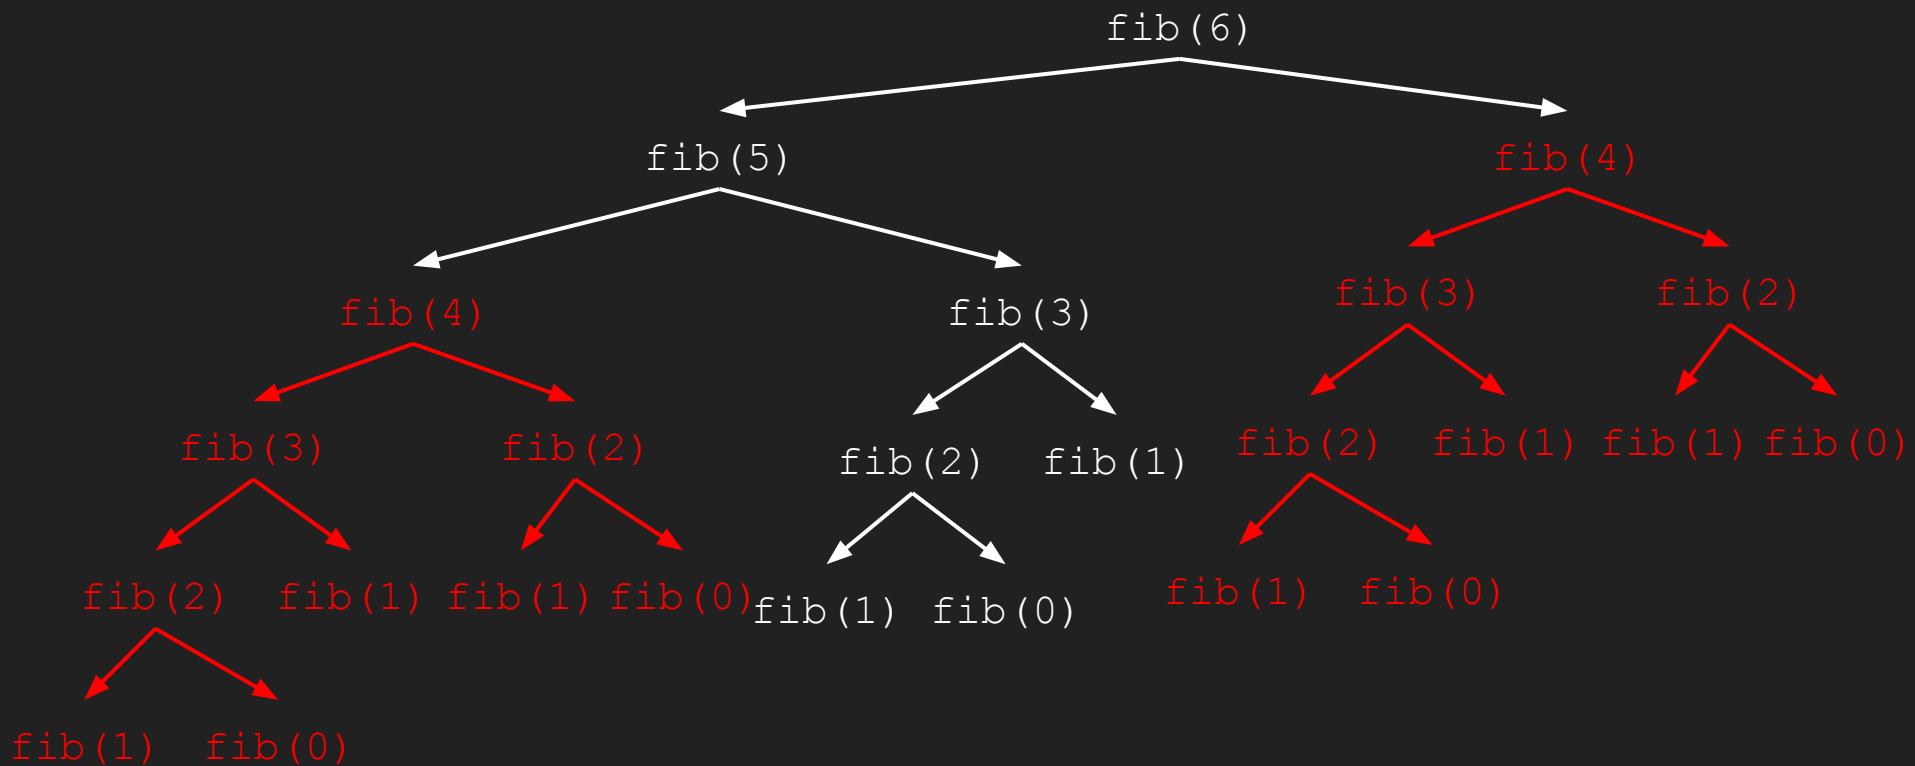 fib(6)
fib(5) fib(4)
fib(4) fib(3) fib(3) fib(2)
fib(3) fib(2) fib(2) fib(1) fib(2) fib(1) fib(1) fib(0)
fib(2) fib(1) fib(1) fib(0) fib(1) fib(0) fib(1) fib(0)
fib(1) fib(0)